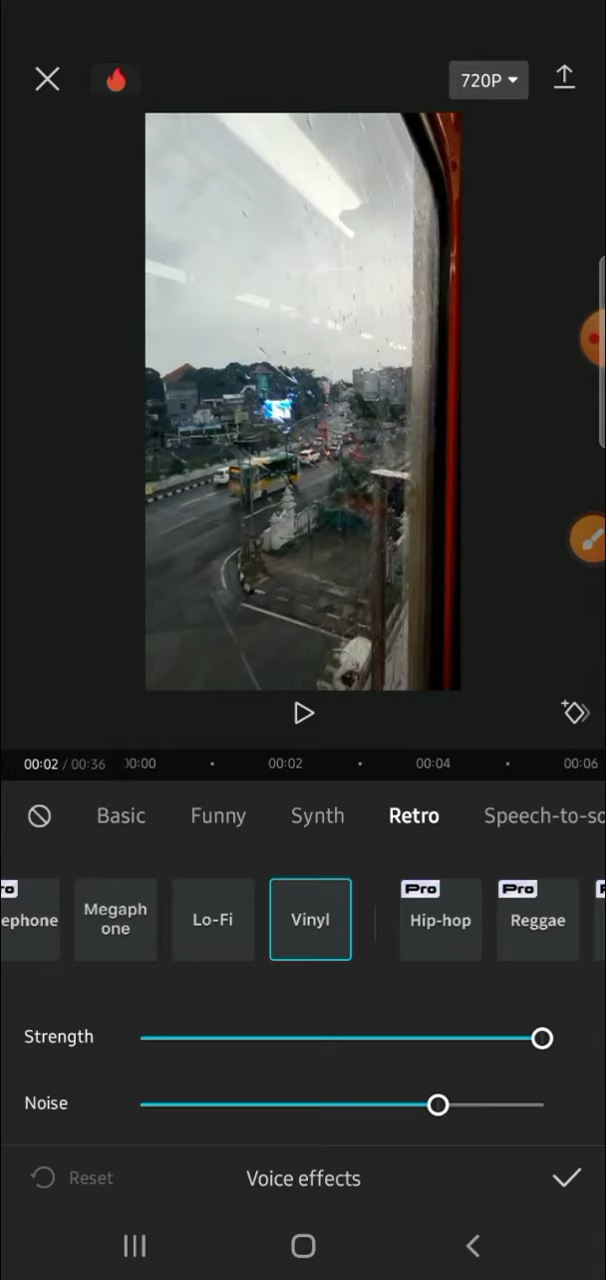 720P
00:02 / 00:36
00:00
00:02
00:04
00:06
Basic
Funny
Synth
Retro
Speech-to-so
ro
Pro
Pro
P
ephone
Megaph
one
Lo-Fi
Vinyl
Hip-hop
Reggae
Strength
Noise
Reset
Voice effects